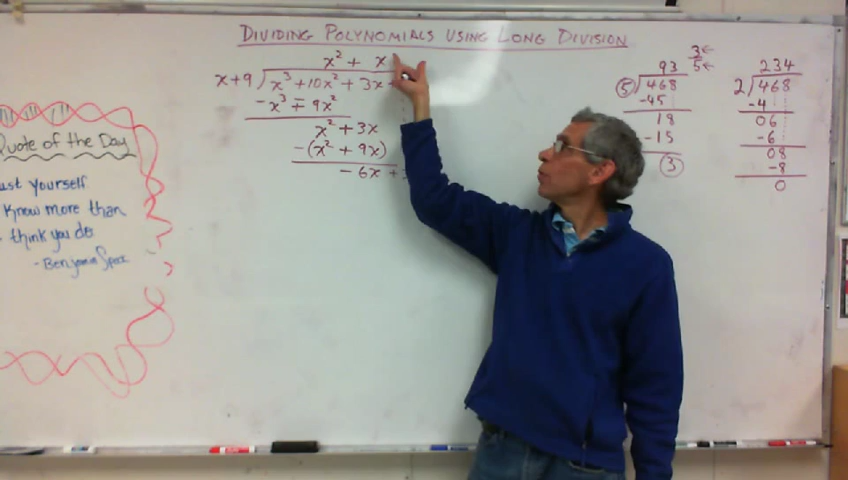 DIVIDING POLYNOMIALS USING LONG DIVISION
x² + x
x+9 x³ + 10x² + 3x
-x³ ∓ 9x²
x² + 3x
-(x² + 9x)
- 6x +
93
5 468
-45
18
-15
3
3←
5←
234
2 468
-4
06
-6
08
-8
0
Quote of the Day
ust yourself
Know more than
think you do
-Benjamin Spock